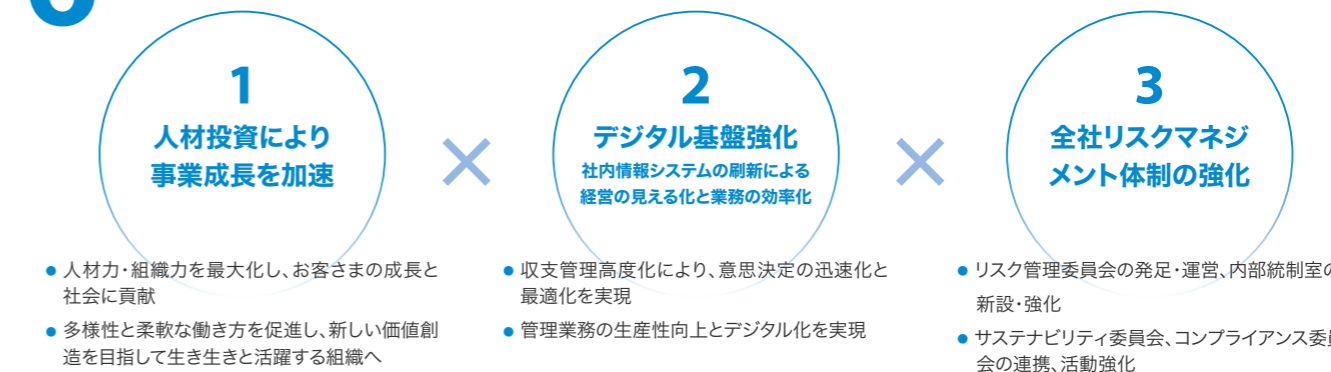 1
人材投資により
事業成長を加速
×
2
デジタル基盤強化
社内情報システムの刷新による
経営の見える化と業務の効率化
×
3
全社リスクマネジ
メント体制の強化
● 人材力・組織力を最大化し、お客さまの成長と
社会に貢献
● 多様性と柔軟な働き方を促進し、新しい価値創
造を目指して生き生きと活躍する組織へ
● 収支管理高度化により、意思決定の迅速化と
最適化を実現
● 管理業務の生産性向上とデジタル化を実現
● リスク管理委員会の発足・運営、内部統制室の
新設・強化
● サステナビリティ委員会、コンプライアンス委員
会の連携、活動強化